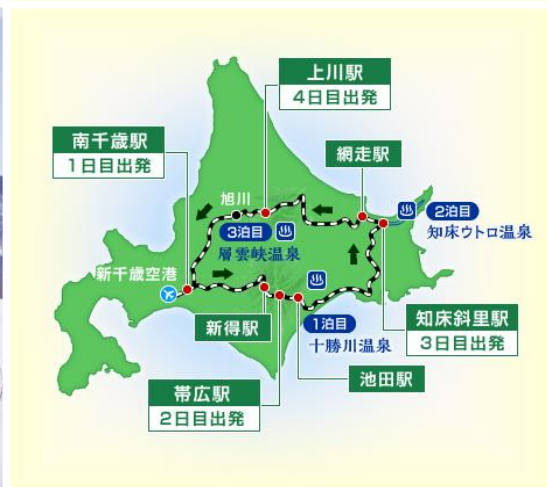 上川駅
4日目出発
南千歳駅
1日目出発
網走駅
旭川
2泊目
知床ウトロ温泉
3泊目
層雲峡温泉
新千歳空港
新得駅
1泊目
十勝川温泉
知床斜里駅
3日目出発
池田駅
帯広駅
2日目出発